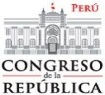 PERÚ
CONGRESO
de la
REPÚBLICA